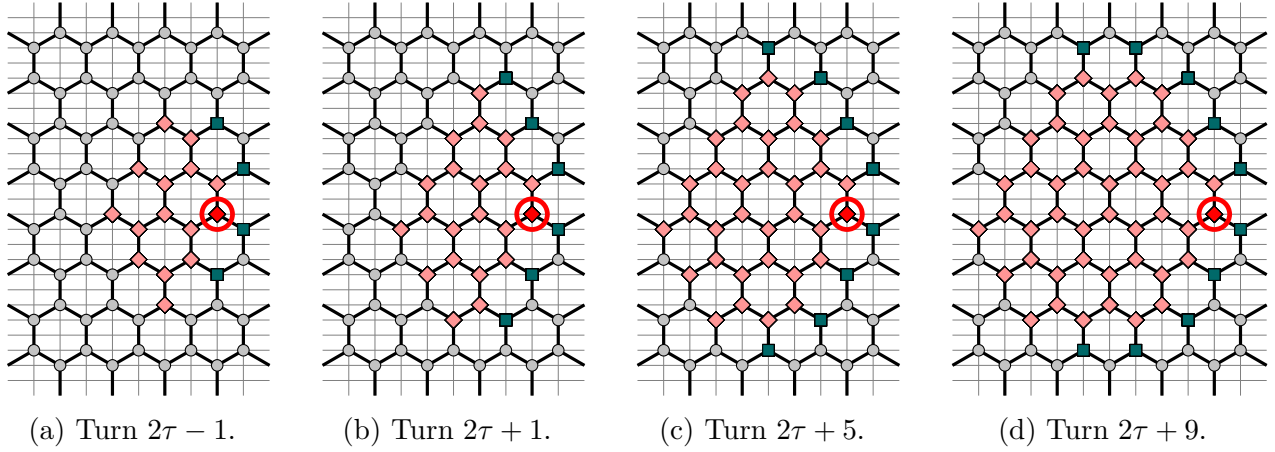 (a) Turn 2τ − 1.
(b) Turn 2τ + 1.
(c) Turn 2τ + 5.
(d) Turn 2τ + 9.